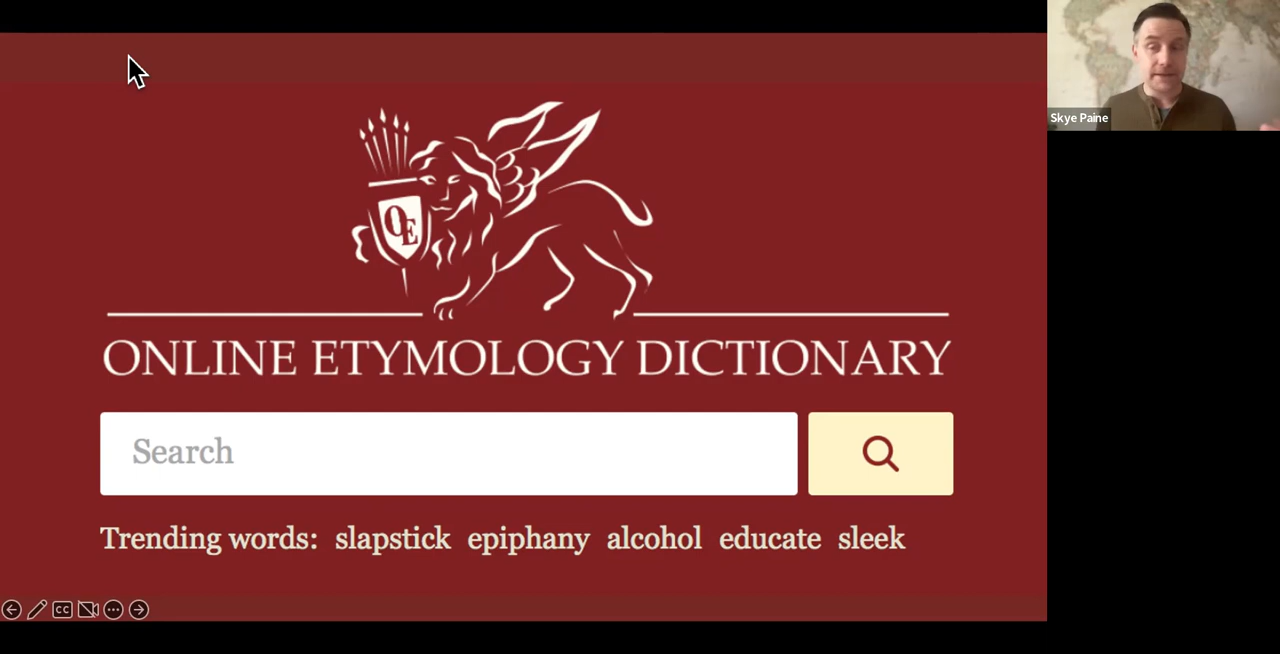 Skye Paine
OE
ONLINE ETYMOLOGY DICTIONARY
Search
Trending words: slapstick epiphany alcohol educate sleek
CC